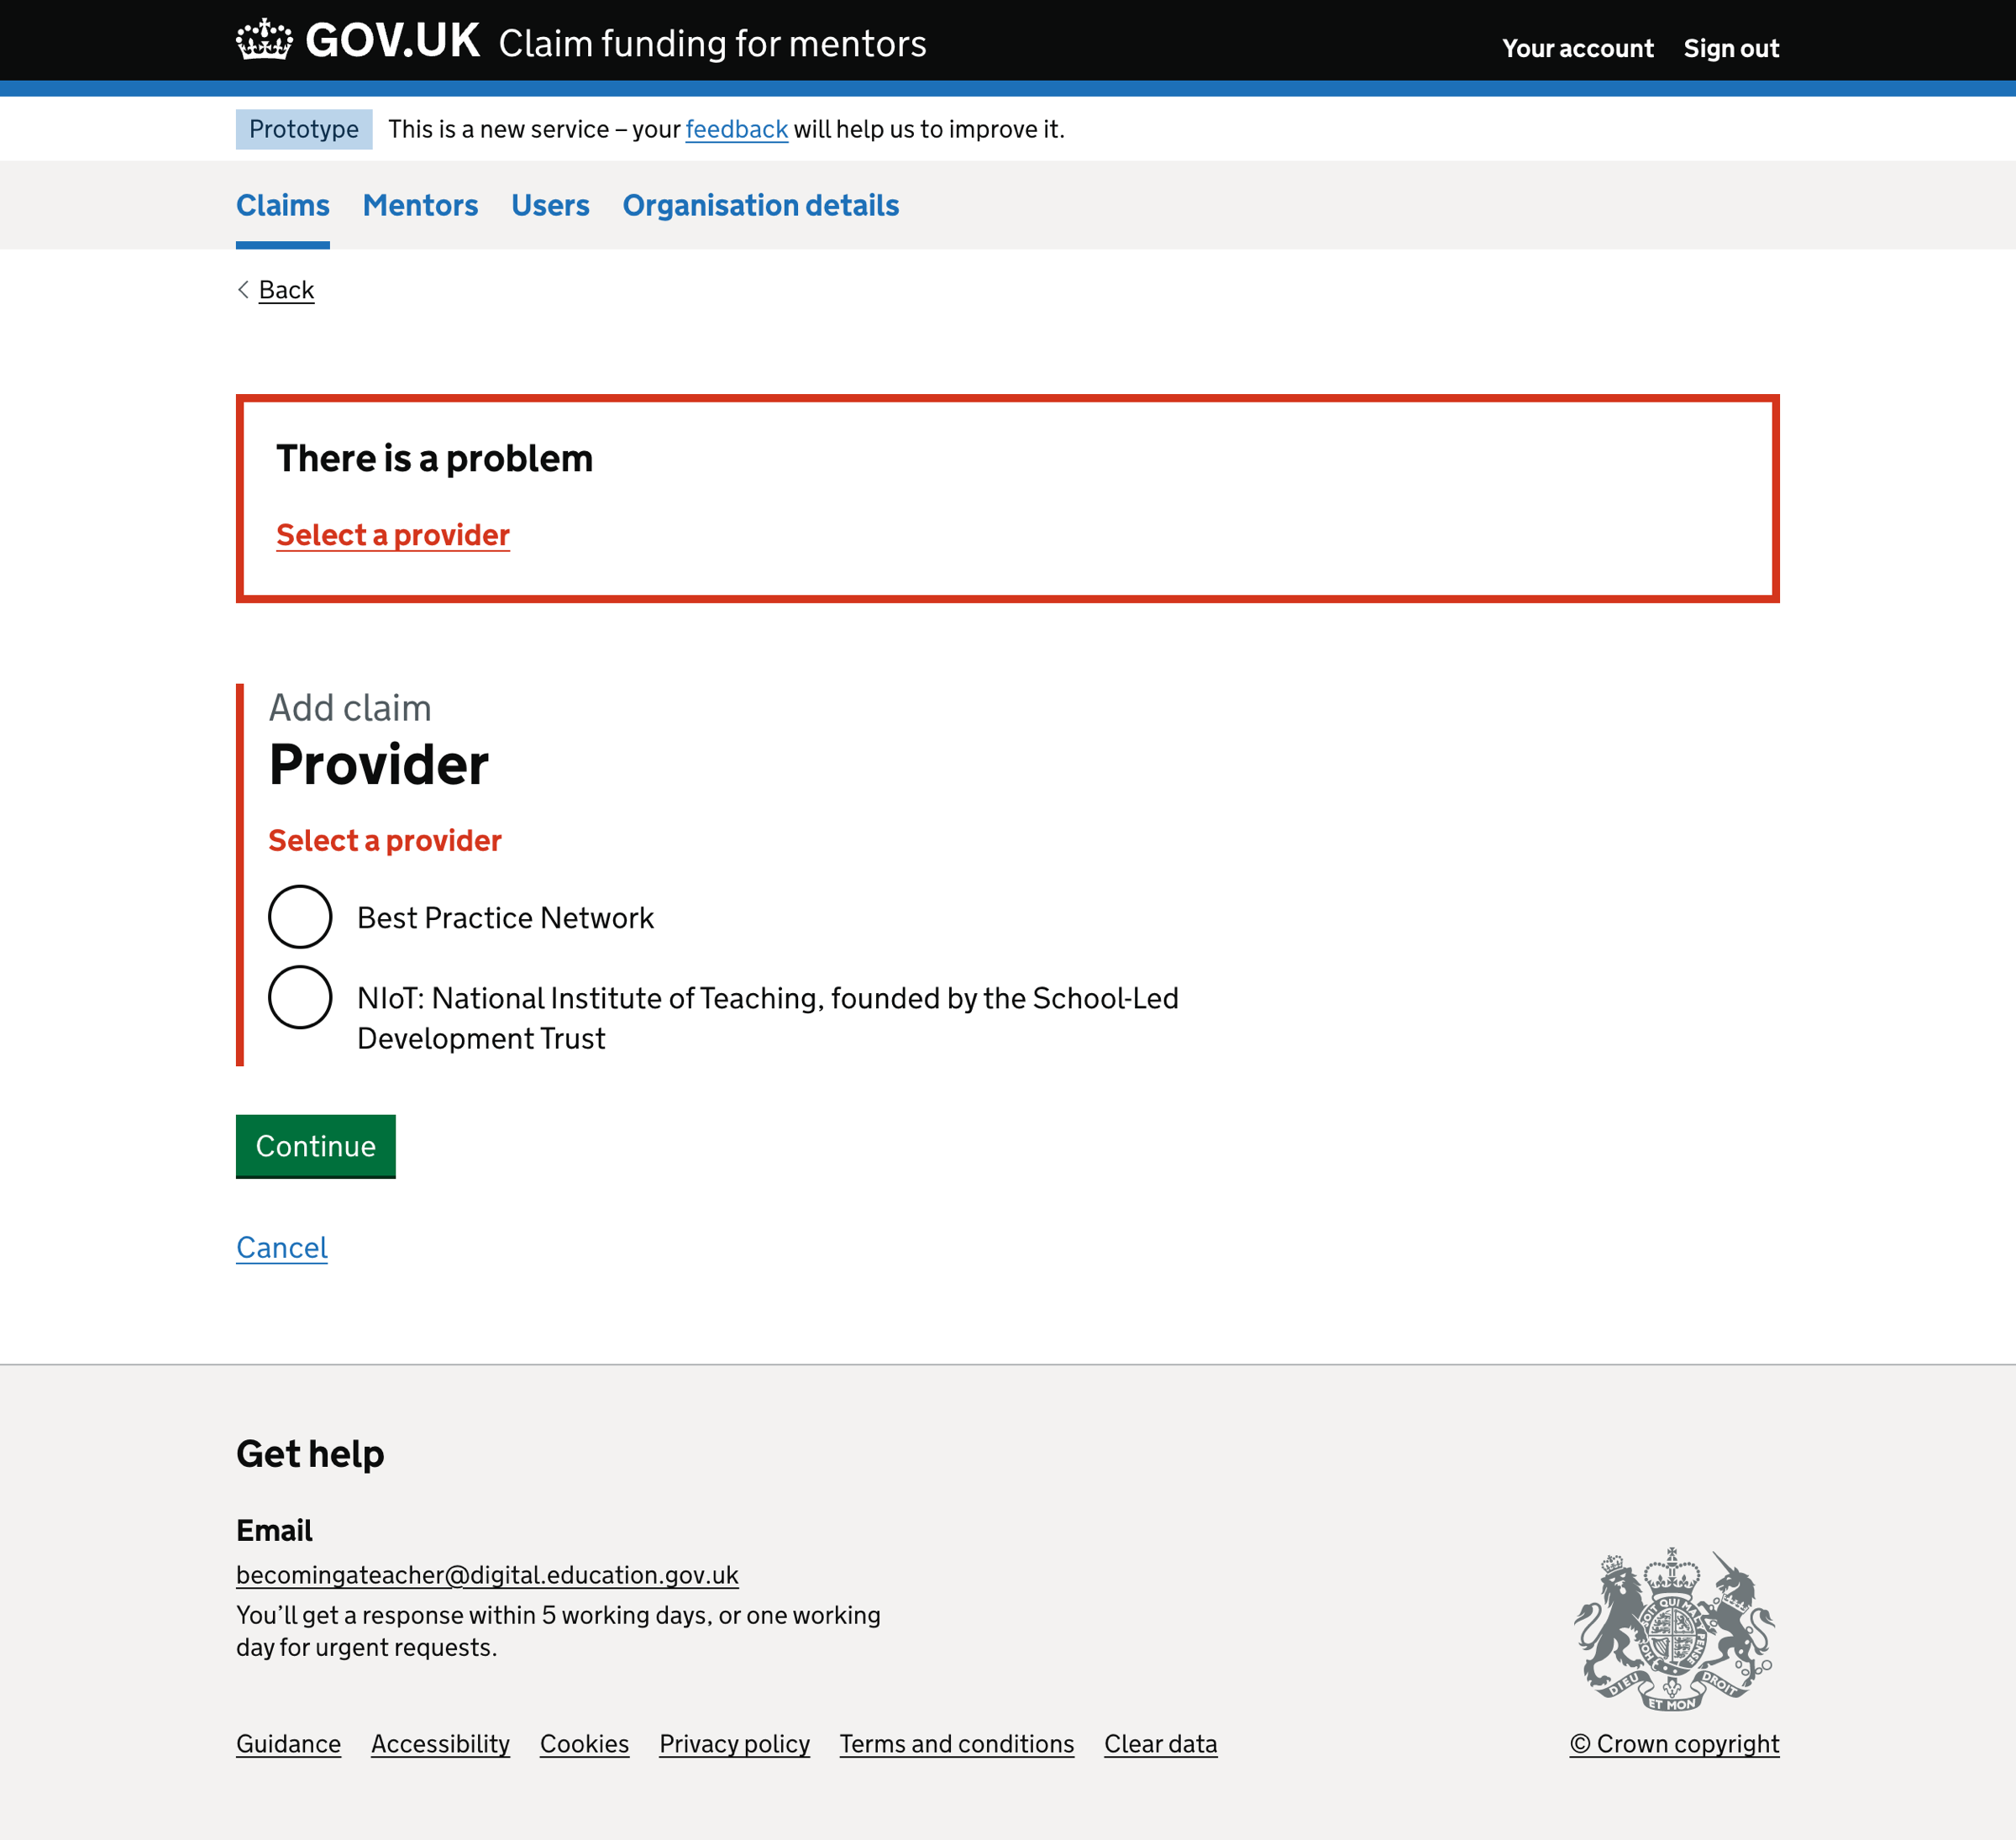 GOV.UK Claim funding for mentors
Your account Sign out
Prototype This is a new service – your feedback will help us to improve it.
Claims Mentors Users Organisation details
Back
There is a problem
Select a provider
Add claim
Provider
Select a provider
Best Practice Network
NIoT: National Institute of Teaching, founded by the School-Led
Development Trust
Continue
Cancel
Get help
Email
becomingateacher@digital.education.gov.uk
You’ll get a response within 5 working days, or one working
day for urgent requests.
DIEU ET MON DROIT
Guidance Accessibility Cookies Privacy policy Terms and conditions Clear data
© Crown copyright